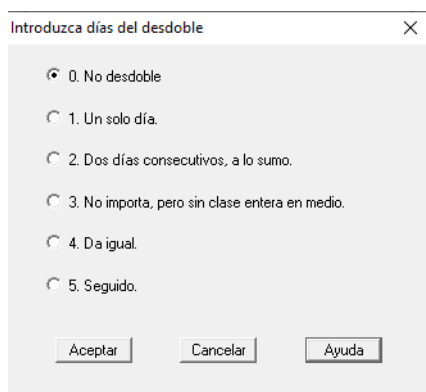 Introduzca días del desdoble
0. No desdoble
1. Un solo día.
2. Dos días consecutivos, a lo sumo.
3. No importa, pero sin clase entera en medio.
4. Da igual.
5. Seguido.
Aceptar Cancelar Ayuda